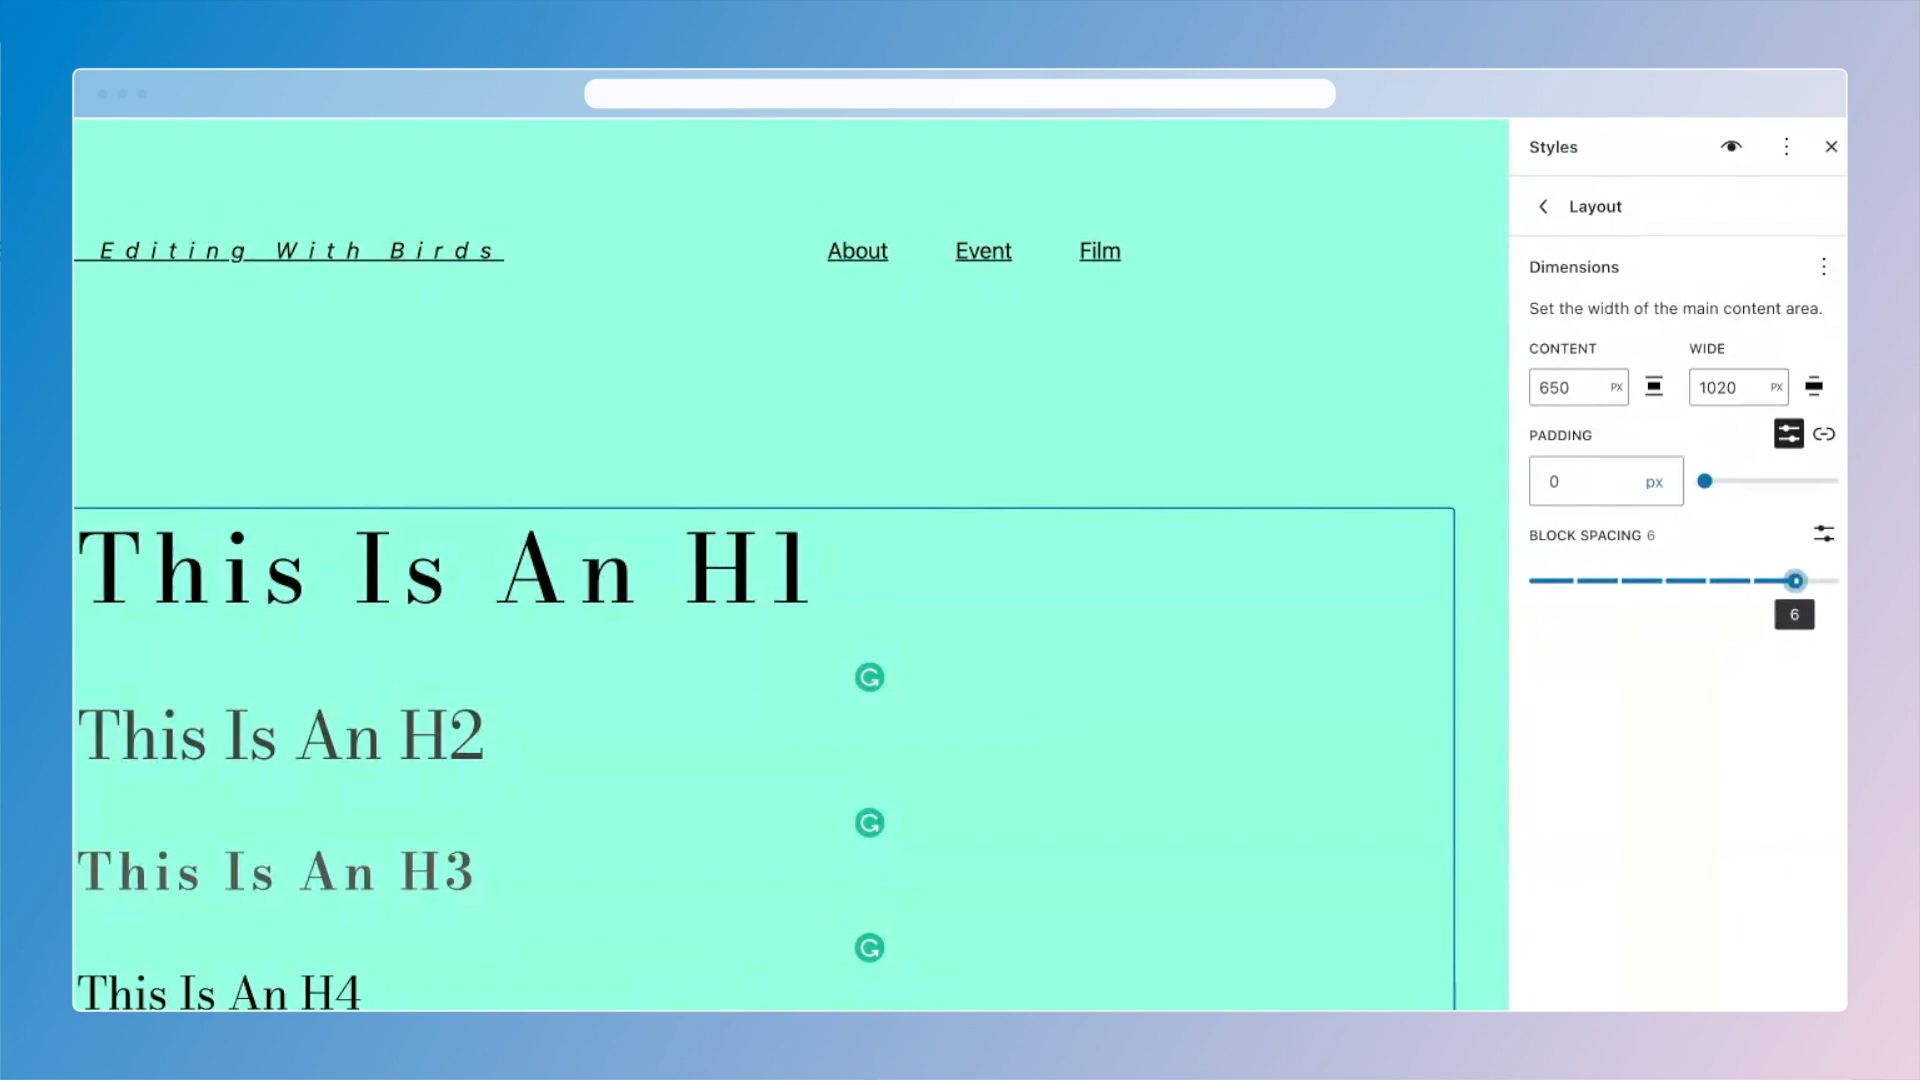 Styles
Layout
Editing With Birds
About Event Film
Dimensions
Set the width of the main content area.
CONTENT WIDE
650 PX 1020 PX
PADDING
0 px
BLOCK SPACING 6
6
This Is An H1
This Is An H2
This Is An H3
This Is An H4